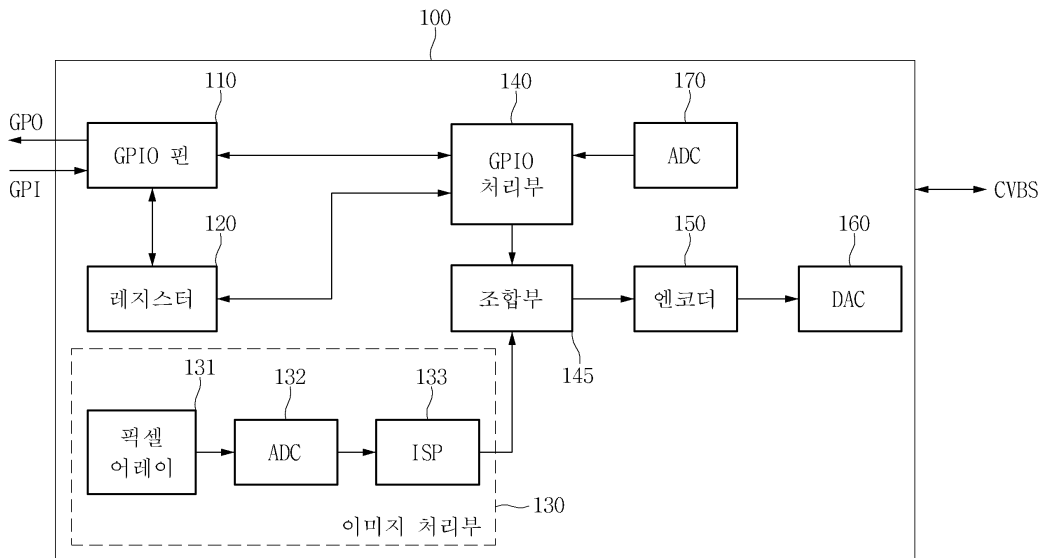 100
110
140
170
GPO
GPIO 핀
GPIO
처리부
ADC
GPI
CVBS
120
150
160
레지스터
조합부
엔코더
DAC
145
131
132
133
픽셀
어레이
ADC
ISP
130
이미지 처리부